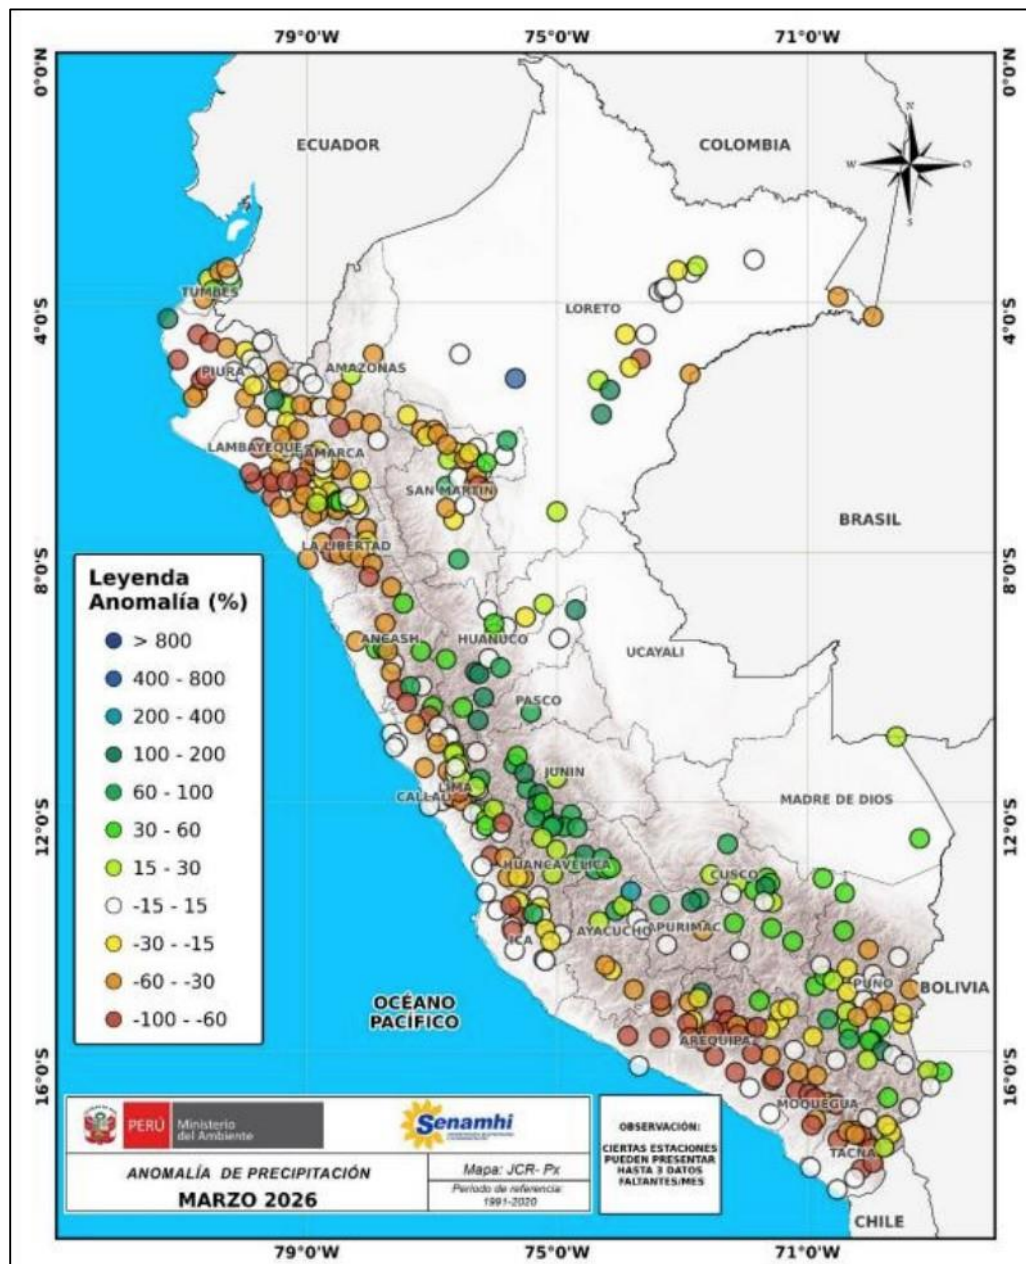 79°0'W 75°0'W 71°0'W
0°0'N 0°0'N
ECUADOR
COLOMBIA
N
W O
S
4°0'S 4°0'S
TUMBES
LORETO
PIURA
AMAZONAS
LAMBAYEQUE
CAJAMARCA
SAN MARTIN
BRASIL
LA LIBERTAD
8°0'S 8°0'S
Leyenda
Anomalía (%)
> 800
400 - 800
200 - 400
100 - 200
60 - 100
30 - 60
15 - 30
-15 - 15
-30 - -15
-60 - -30
-100 - -60
ANCASH
HUANUCO
UCAYALI
PASCO
JUNIN
LIMA
CALLAO
MADRE DE DIOS
12°0'S 12°0'S
HUANCAVELICA
CUSCO
ICA
AYACUCHO
APURIMAC
PUNO
BOLIVIA
OCÉANO
PACÍFICO
AREQUIPA
16°0'S 16°0'S
MOQUEGUA
TACNA
CHILE
PERÚ
Ministerio
del Ambiente
Senamhi
ANOMALÍA DE PRECIPITACIÓN
MARZO 2026
Mapa: JCR- Px
Periodo de referencia:
1991-2020
OBSERVACIÓN:
CIERTAS ESTACIONES
PUEDEN PRESENTAR
HASTA 3 DATOS
FALTANTES/MES
79°0'W 75°0'W 71°0'W